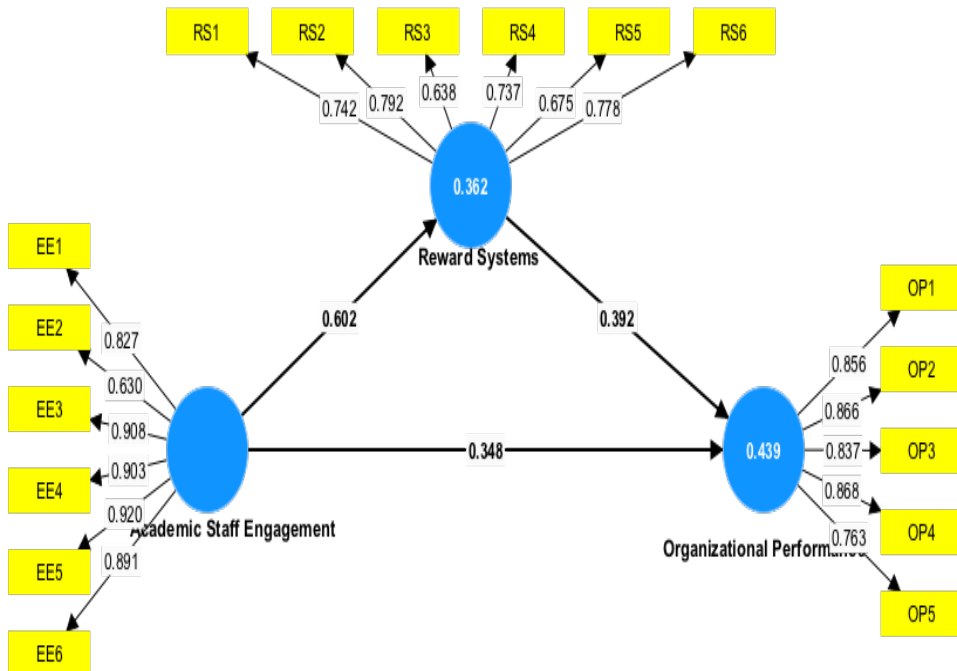 RS1 RS2 RS3 RS4 RS5 RS6
0.742 0.792 0.638 0.737 0.675 0.778
0.362
Reward Systems
EE1
EE2
EE3
EE4
EE5
EE6
0.827
0.630
0.908
0.903
0.920
0.891
Academic Staff Engagement
0.602
0.392
0.348
0.439
Organizational Performance
0.856
0.866
0.837
0.868
0.763
OP1
OP2
OP3
OP4
OP5